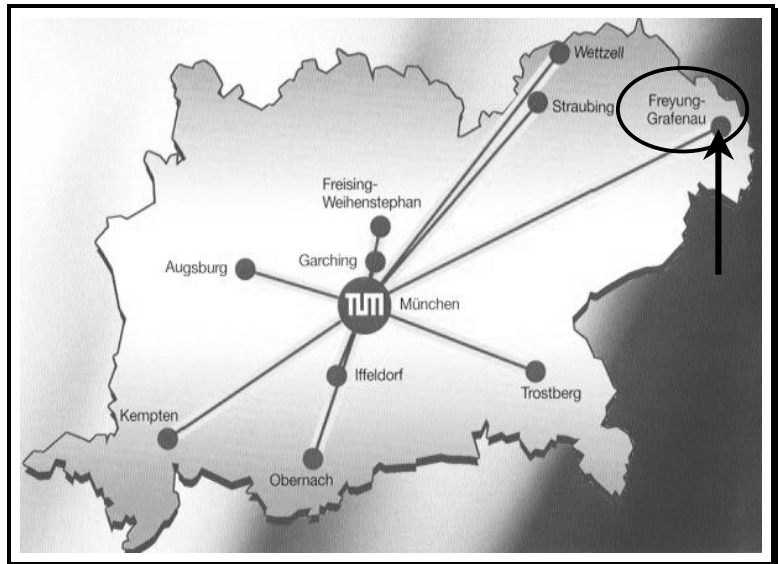 Wettzell
Straubing
Freyung-
Grafenau
Freising-
Weihenstephan
Garching
Augsburg
TUM
München
Iffeldorf
Trostberg
Kempten
Obernach